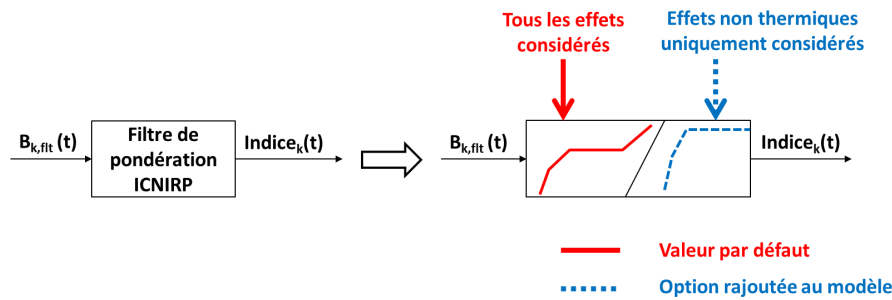 Tous les effets
considérés
Effets non thermiques
uniquement considérés
Bk,flt (t)
Filtre de
pondération
ICNIRP
Indicek(t)
Bk,flt (t)
Indicek(t)
Valeur par défaut
Option rajoutée au modèle